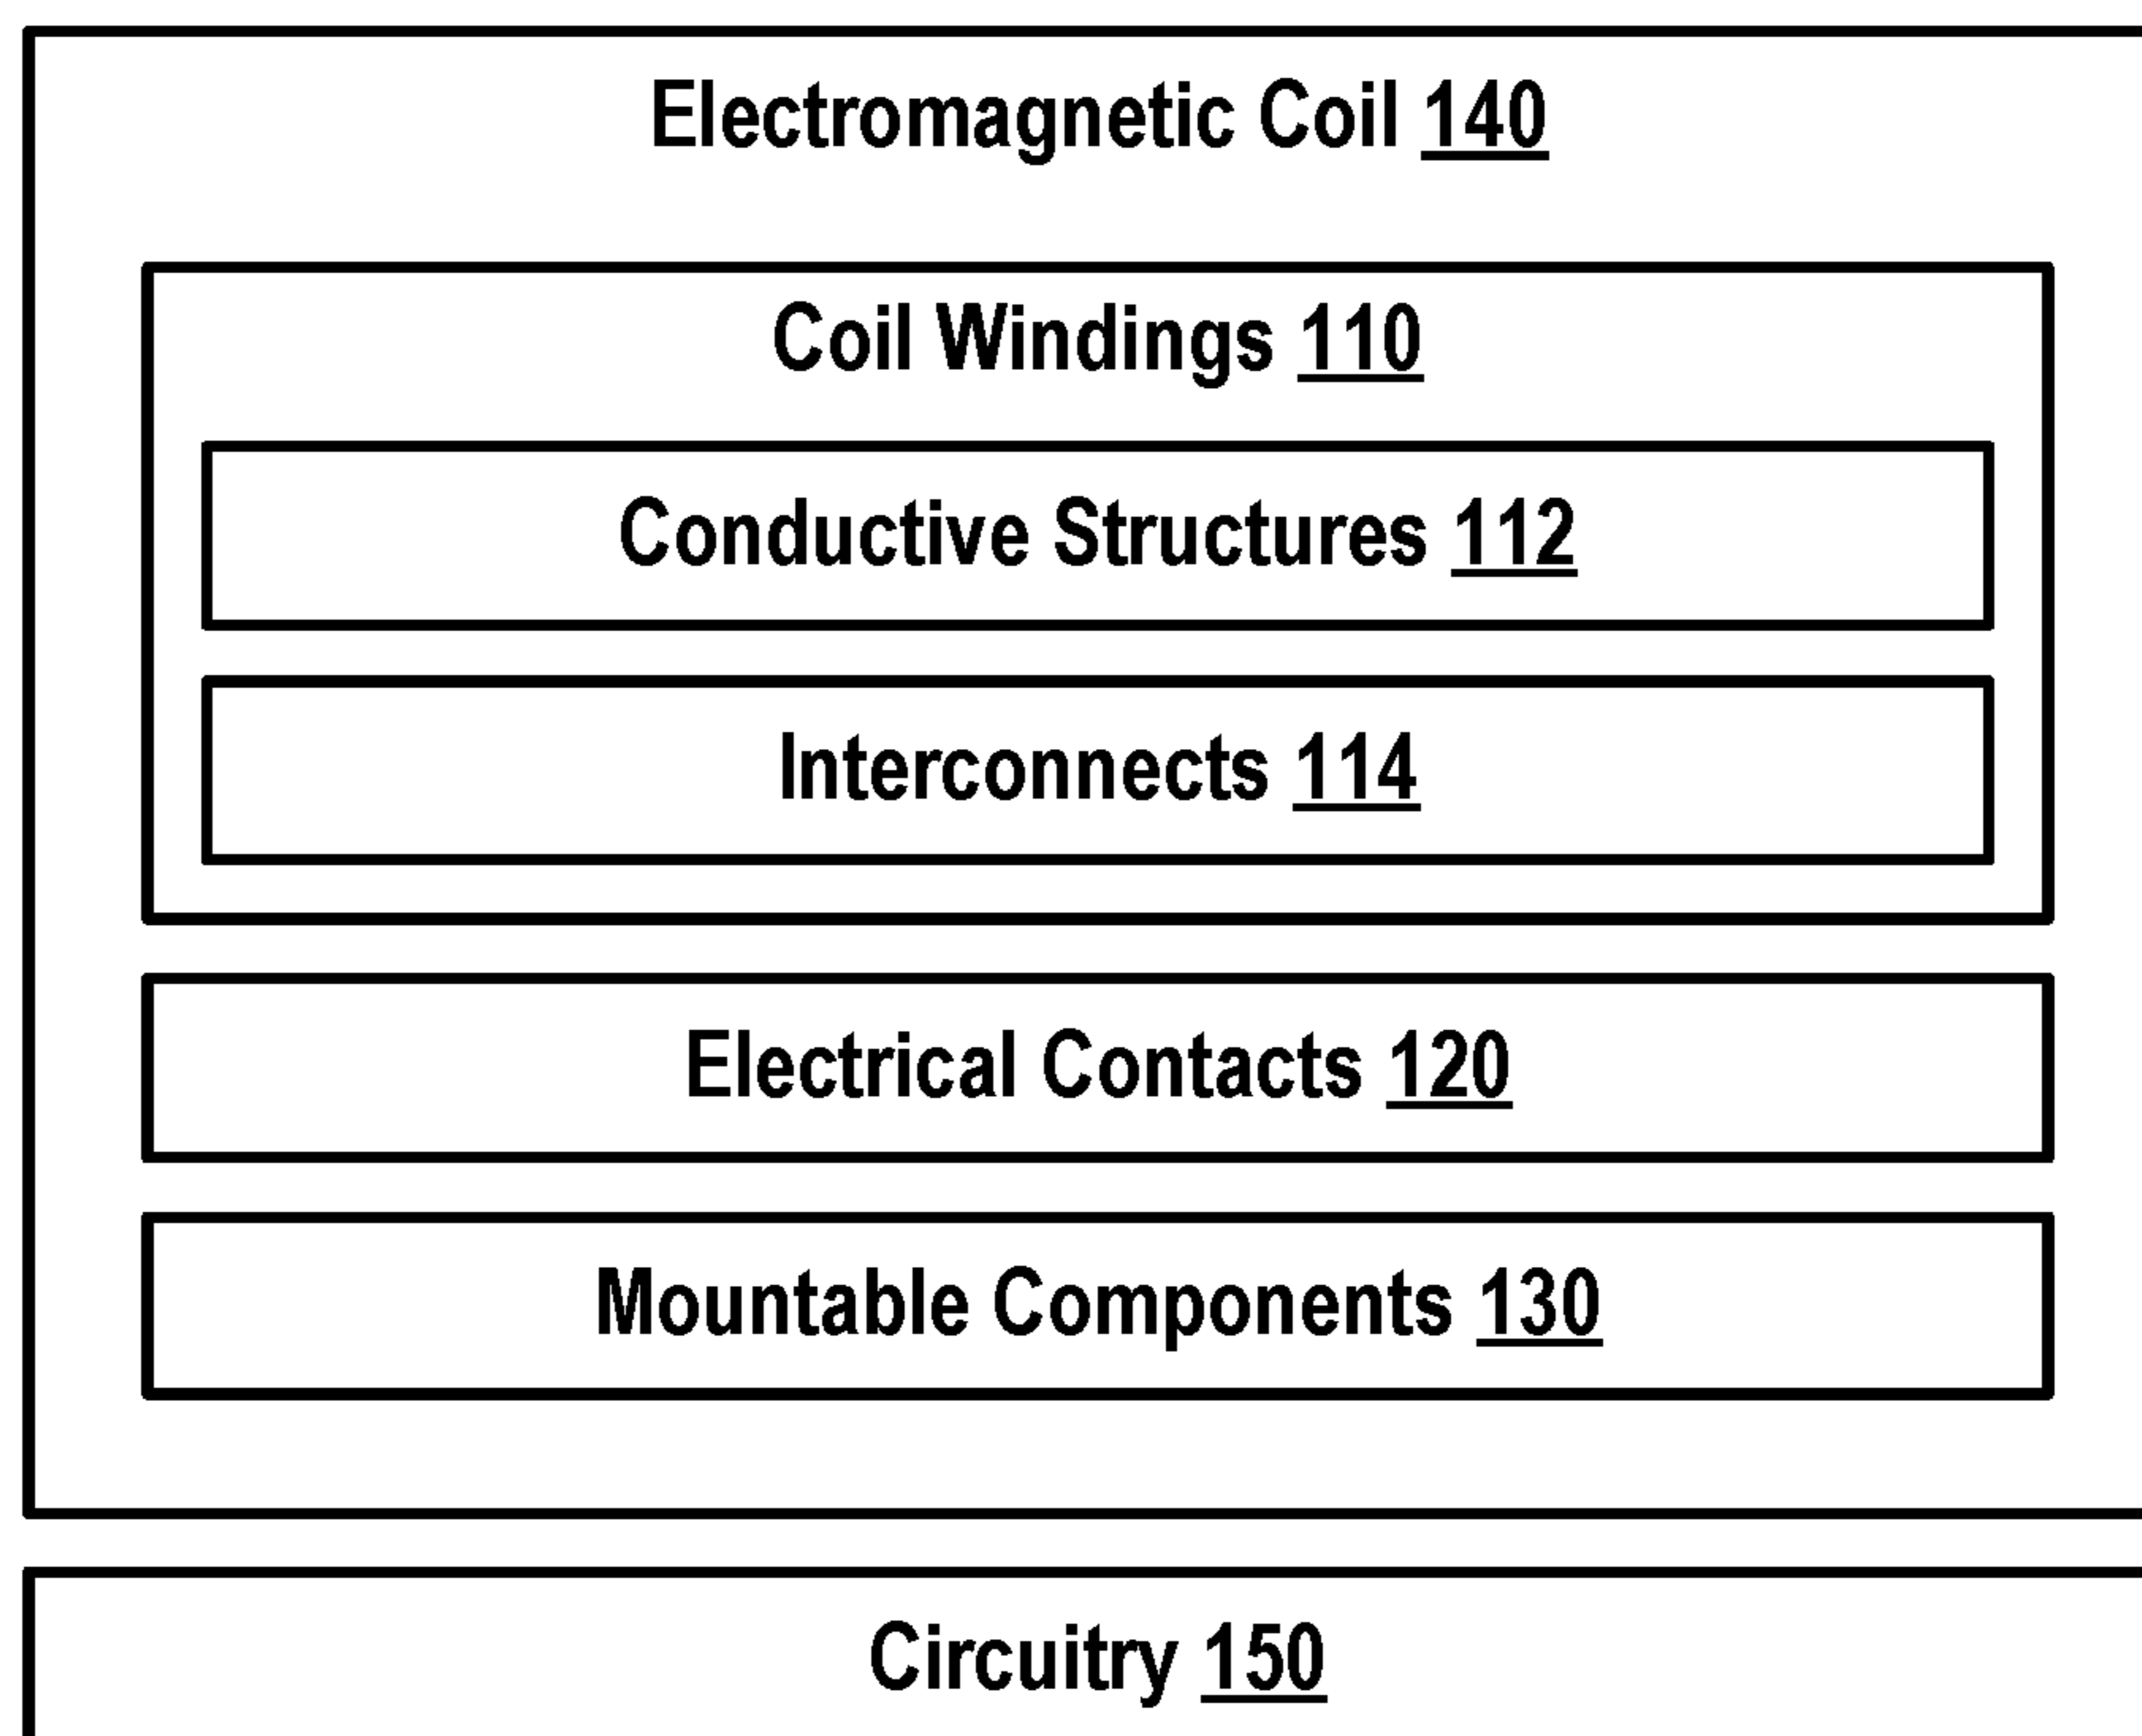 Electromagnetic Coil 140
Coil Windings 110
Conductive Structures 112
Interconnects 114
Electrical Contacts 120
Mountable Components 130
Circuitry 150